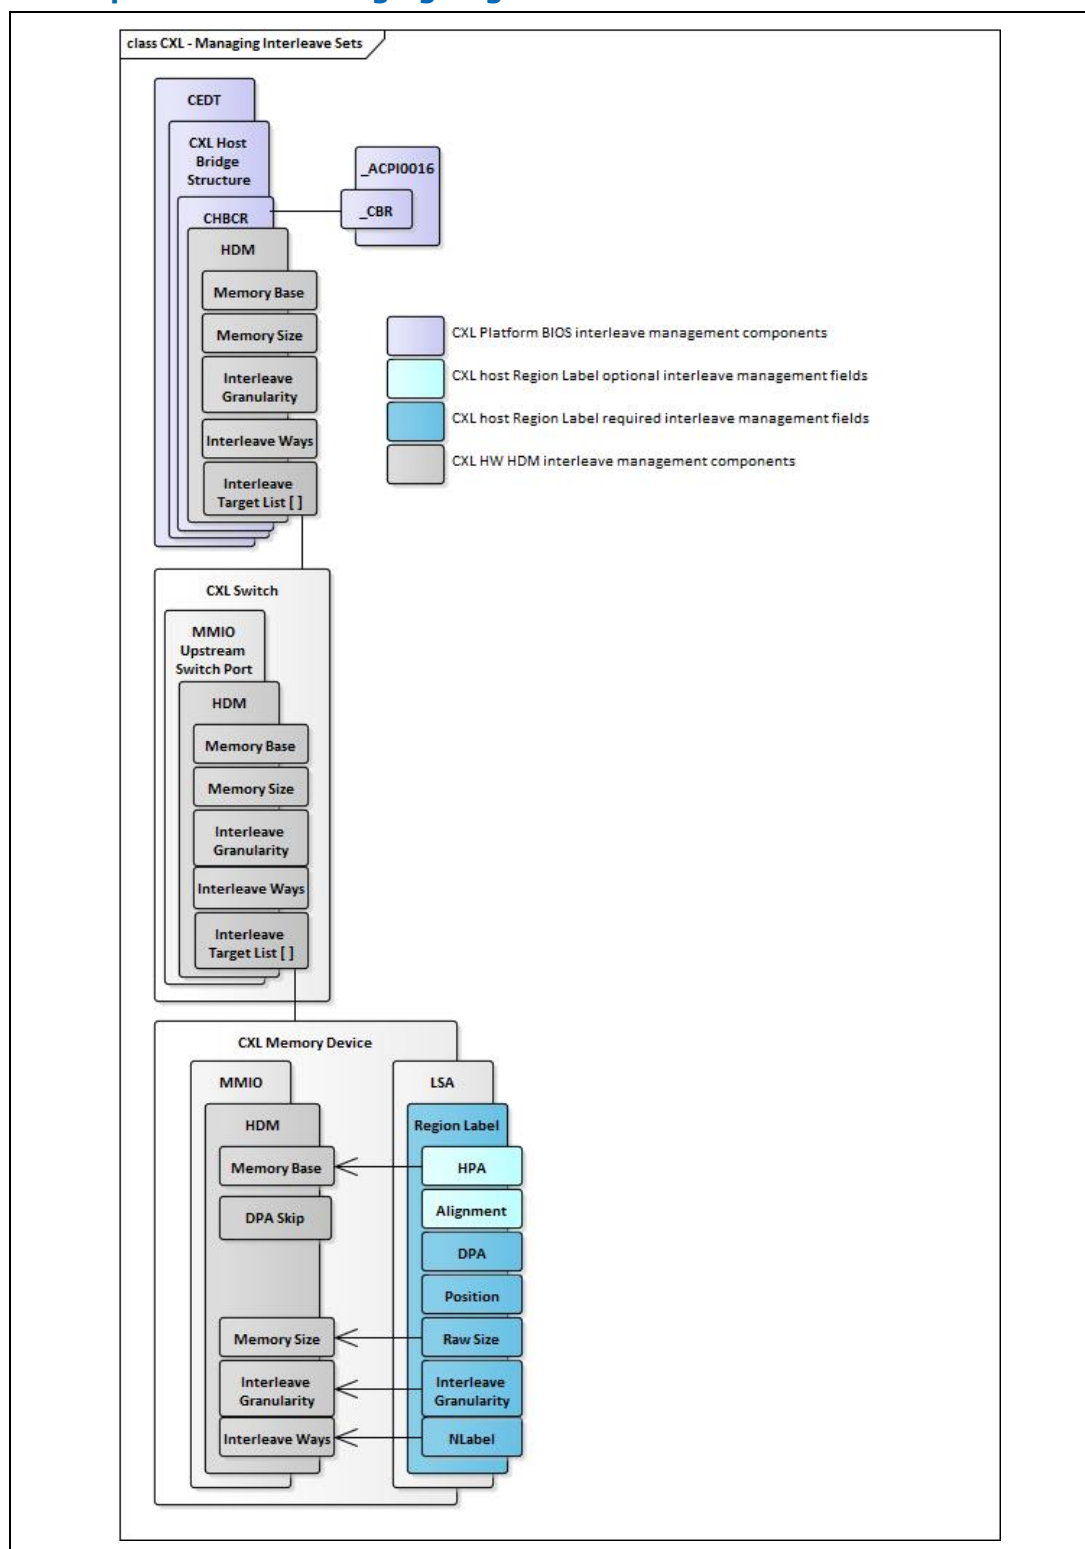 class CXL - Managing Interleave Sets
CEDT
CXL Host
Bridge
Structure
_ACPI0016
_CBR
CHBCR
HDM
Memory Base
Memory Size
Interleave
Granularity
Interleave Ways
Interleave
Target List [ ]
CXL Platform BIOS interleave management components
CXL host Region Label optional interleave management fields
CXL host Region Label required interleave management fields
CXL HW HDM interleave management components
CXL Switch
MMIO
Upstream
Switch Port
HDM
Memory Base
Memory Size
Interleave
Granularity
Interleave Ways
Interleave
Target List [ ]
CXL Memory Device
MMIO
LSA
HDM
Region Label
Memory Base
HPA
DPA Skip
Alignment
DPA
Position
Memory Size
Raw Size
Interleave
Granularity
Interleave
Granularity
Interleave Ways
NLabel